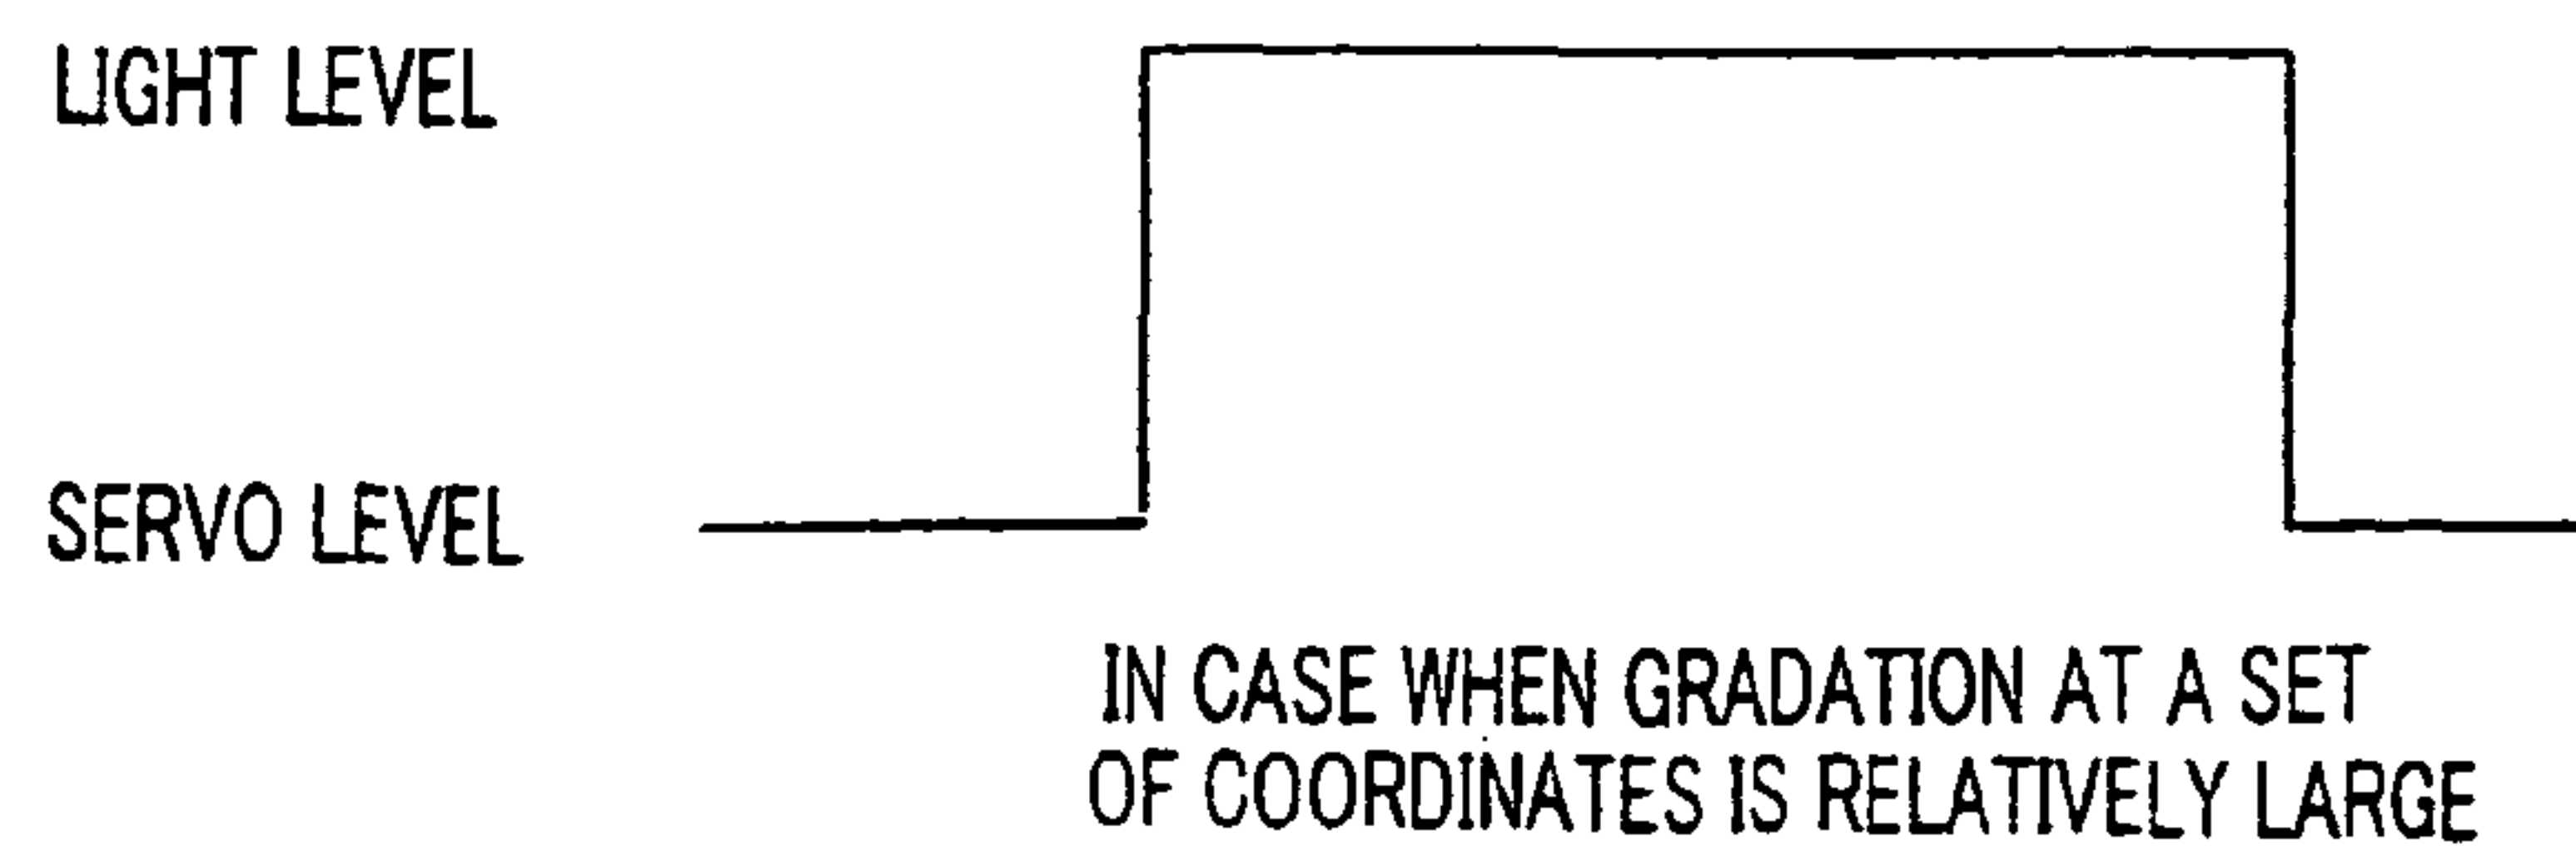 LIGHT LEVEL
SERVO LEVEL
IN CASE WHEN GRADATION AT A SET
OF COORDINATES IS RELATIVELY LARGE